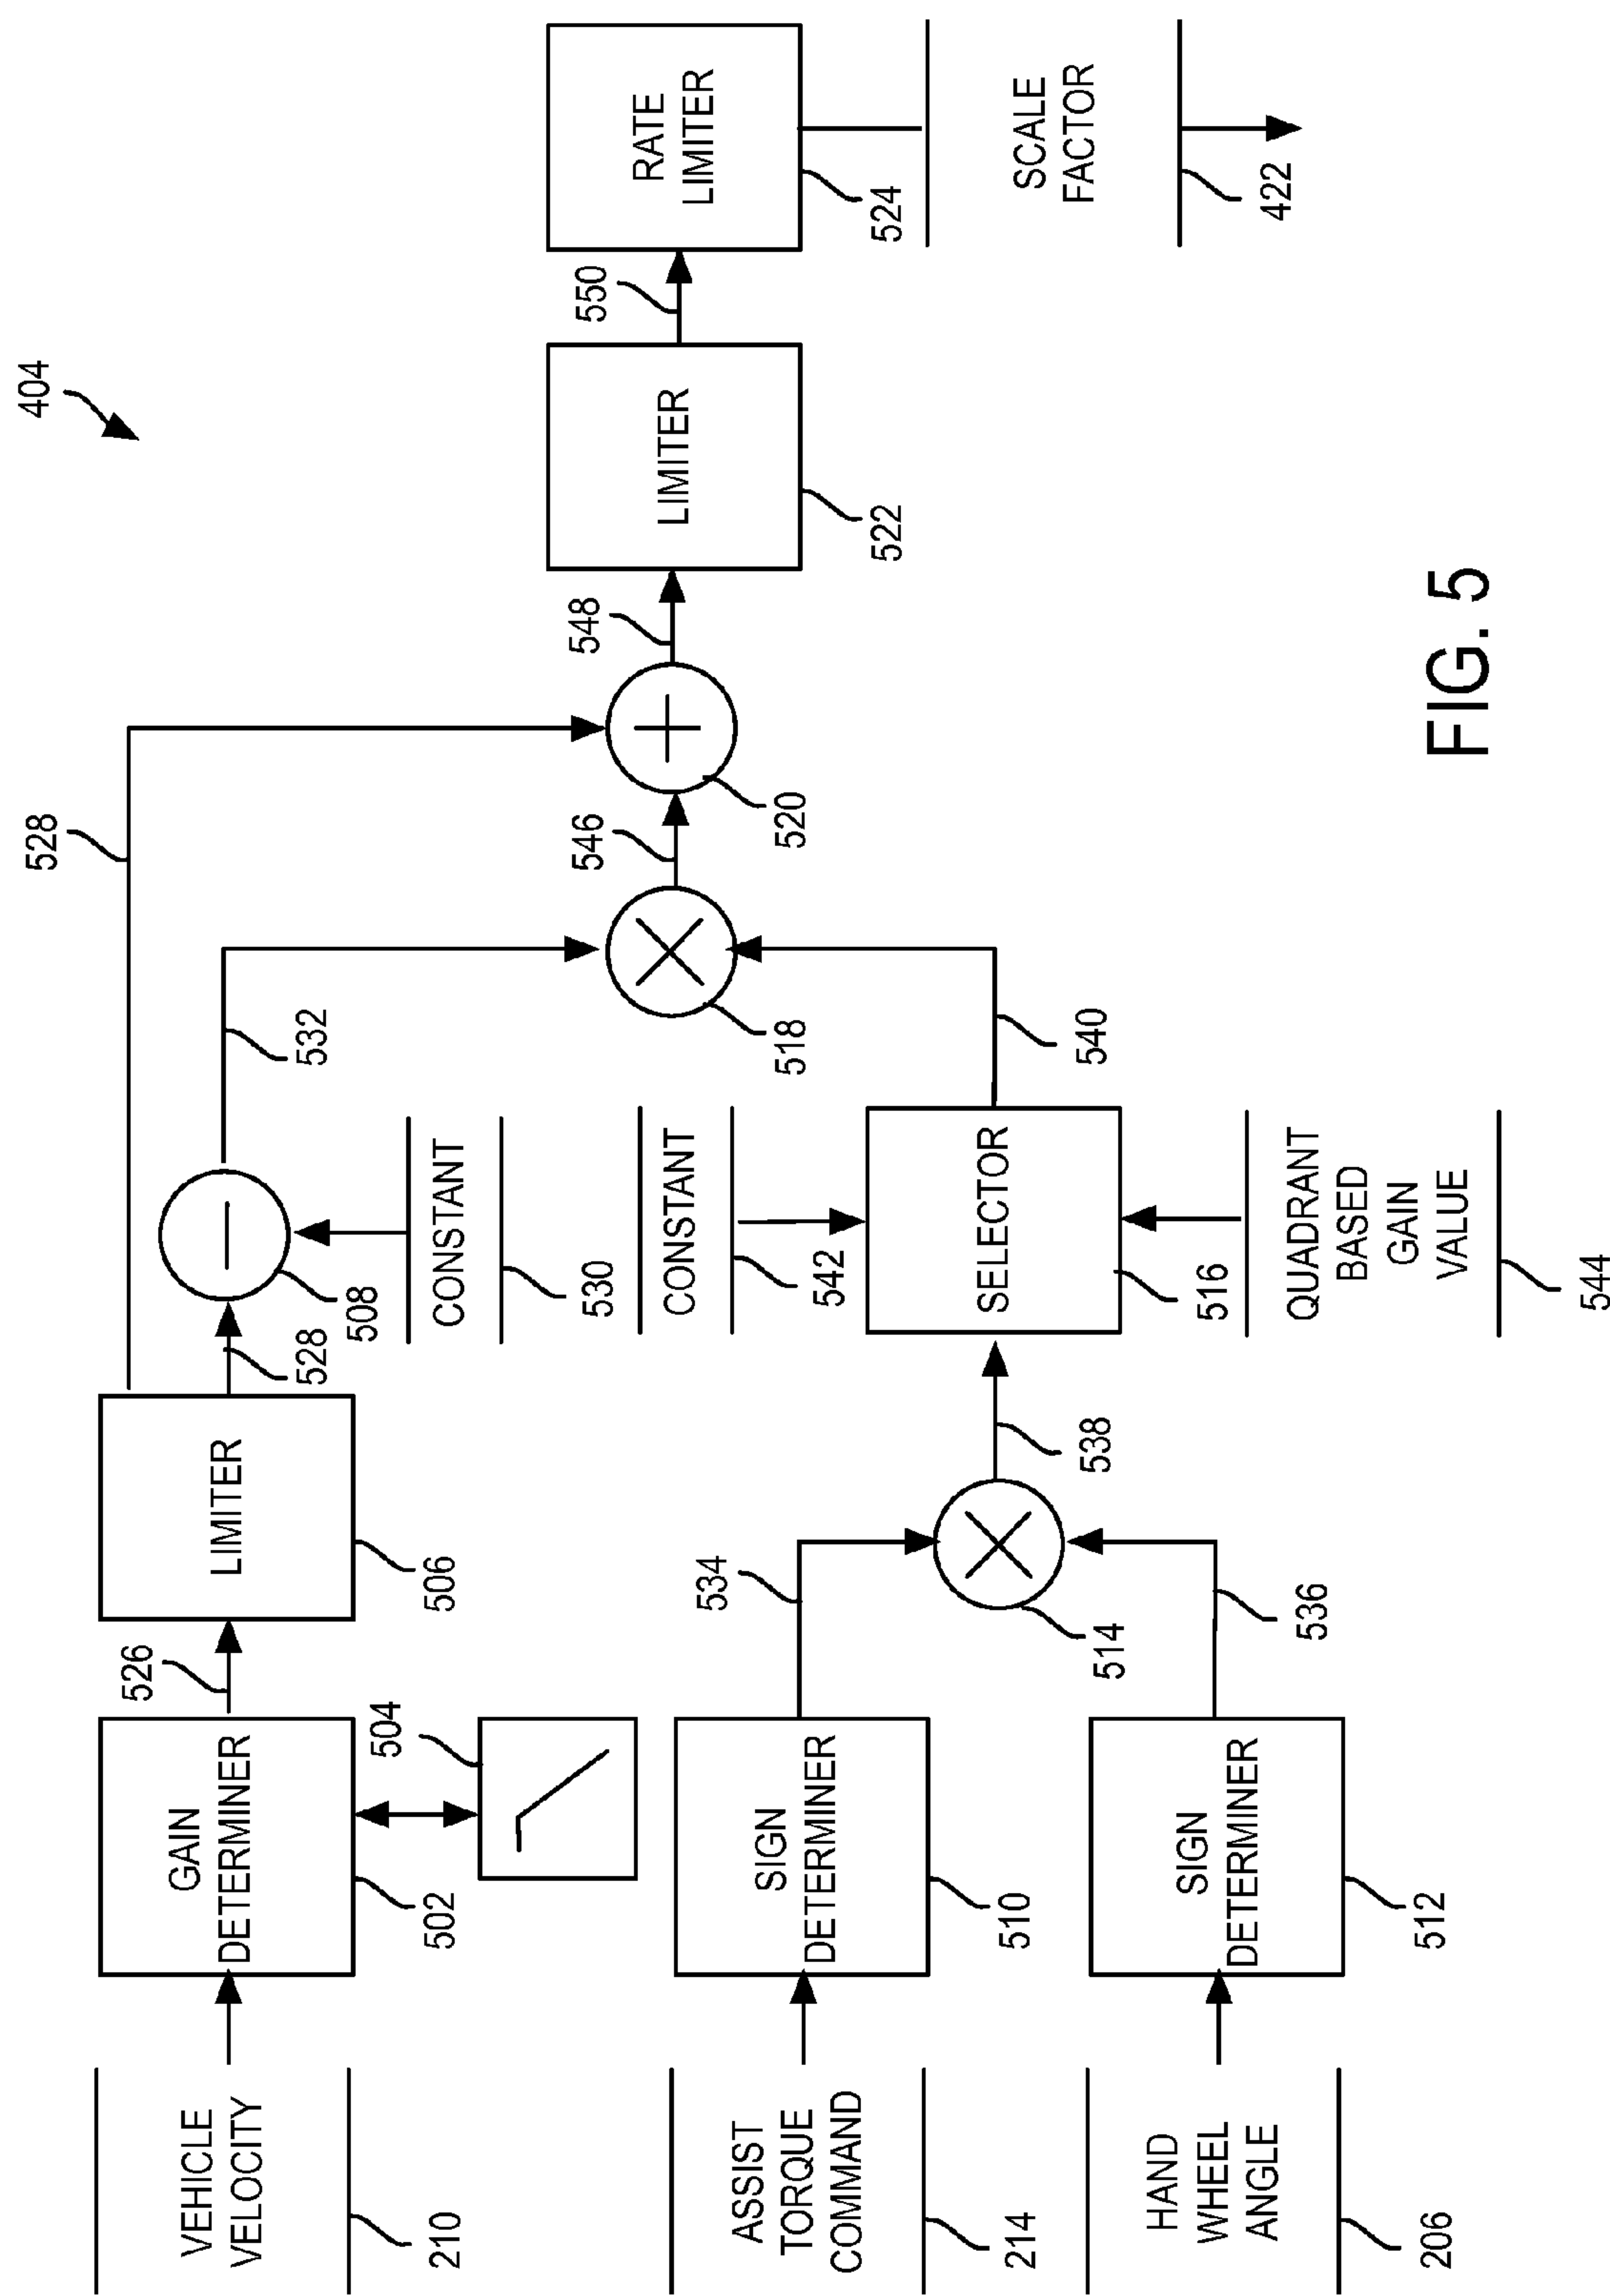 404
528
VEHICLE
VELOCITY
210
GAIN
DETERMINER
502
504
526
LIMITER
506
528
508
CONSTANT
530
532
ASSIST
TORQUE
COMMAND
214
SIGN
DETERMINER
510
534
HAND
WHEEL
ANGLE
206
SIGN
DETERMINER
512
536
514
538
CONSTANT
542
SELECTOR
516
QUADRANT
BASED
GAIN
VALUE
544
540
518
546
520
548
LIMITER
522
550
RATE
LIMITER
524
SCALE
FACTOR
422
FIG. 5